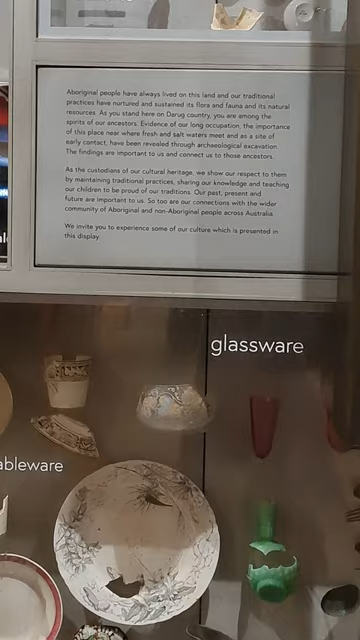 Aboriginal people have always lived on this land and our traditional
practices have nurtured and sustained its flora and fauna and its natural
resources. As you stand here on Darug country, you are among the
spirits of our ancestors. Evidence of our long occupation, the importance
of this place near where fresh and salt waters meet and as a site of
early contact, have been revealed through archaeological excavation.
The findings are important to us and connect us to those ancestors.
As the custodians of our cultural heritage, we show our respect to them
by maintaining traditional practices, sharing our knowledge and teaching
our children to be proud of our traditions. Our past, present and
future are important to us. So too are our connections with the wider
community of Aboriginal and non-Aboriginal people across Australia.
We invite you to experience some of our culture which is presented in
this display.
glassware
ableware